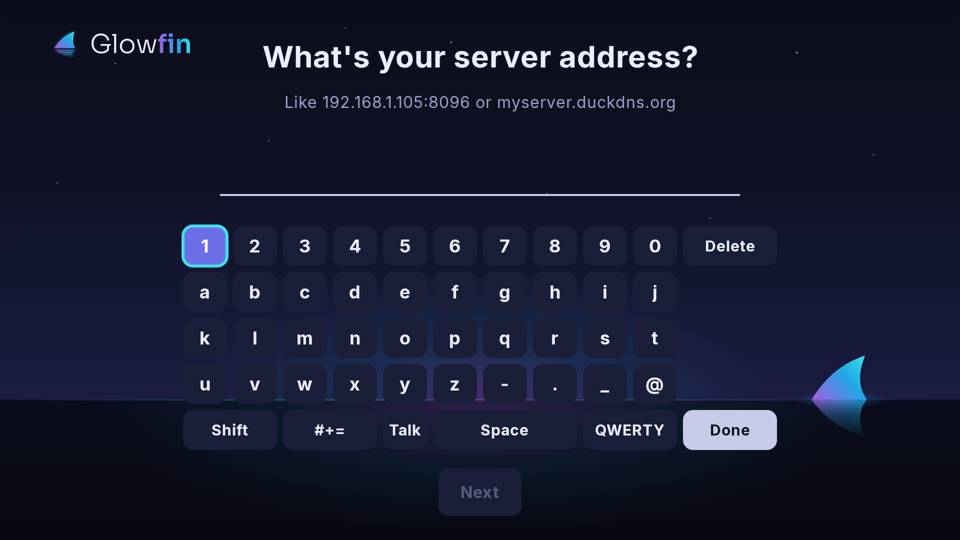 Glowfin
What's your server address?
Like 192.168.1.105:8096 or myserver.duckdns.org
1 2 3 4 5 6 7 8 9 0 Delete
a b c d e f g h i j
k l m n o p q r s t
u v w x y z - . _ @
Shift #+= Talk Space QWERTY Done
Next